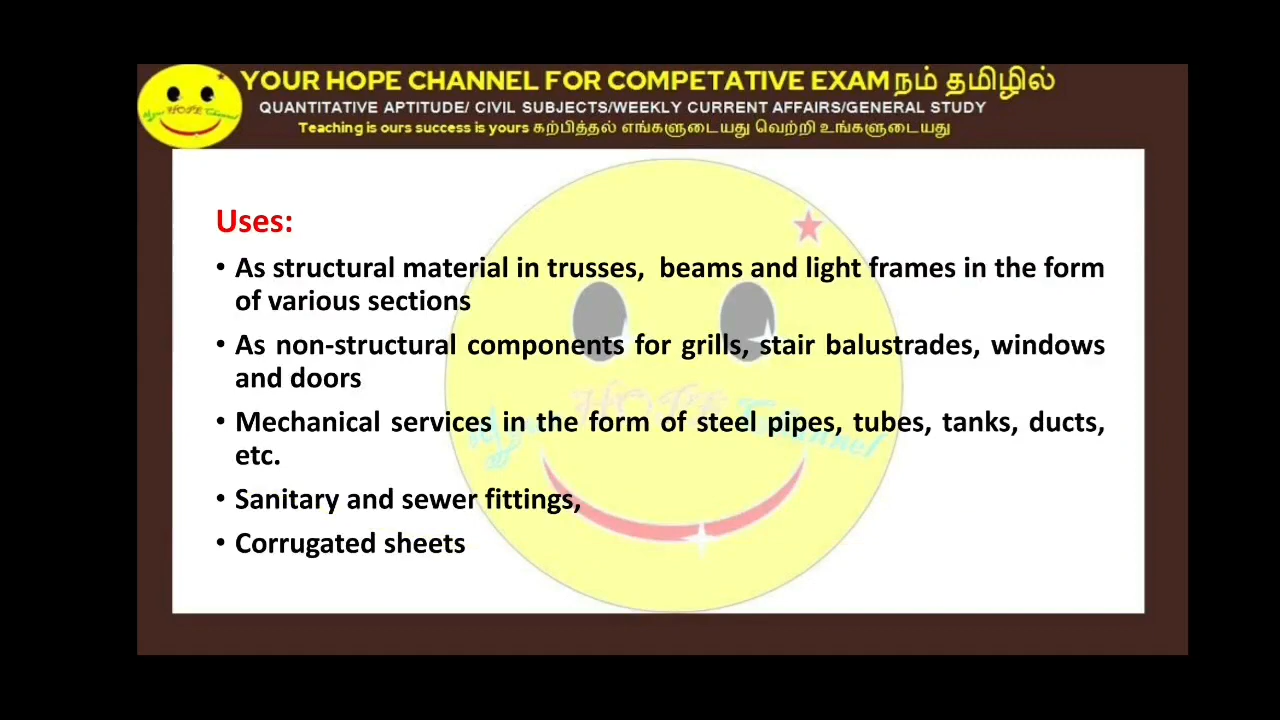 YOUR HOPE CHANNEL FOR COMPETATIVE EXAM நம் தமிழில்
QUANTITATIVE APTITUDE/ CIVIL SUBJECTS/WEEKLY CURRENT AFFAIRS/GENERAL STUDY
Teaching is ours success is yours கற்பித்தல் எங்களுடையது வெற்றி உங்களுடையது
Uses:
• As structural material in trusses, beams and light frames in the form
of various sections
• As non-structural components for grills, stair balustrades, windows
and doors
• Mechanical services in the form of steel pipes, tubes, tanks, ducts,
etc.
• Sanitary and sewer fittings,
• Corrugated sheets
HOPE Channel